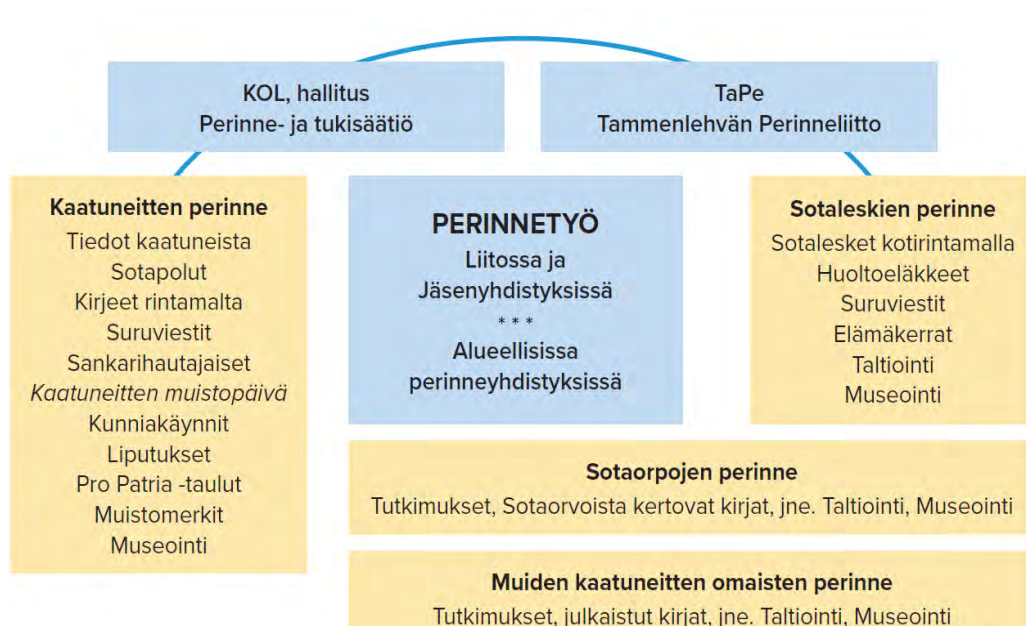 KOL, hallitus
Perinne- ja tukisäätiö
TaPe
Tammenlehvän Perinneliitto
Kaatuneitten perinne
Tiedot kaatuneista
Sotapolut
Kirjeet rintamalta
Suruviestit
Sankarihautajaiset
Kaatuneitten muistopäivä
Kunniakäynnit
Liputukset
Pro Patria -taulut
Muistomerkit
Museointi
PERINNETYÖ
Liitossa ja
Jäsenyhdistyksissä
* * *
Alueellisissa
perinneyhdistyksissä
Sotaleskien perinne
Sotalesket kotirintamalla
Huoltoeläkkeet
Suruviestit
Elämäkerrat
Taltiointi
Museointi
Sotaorpojen perinne
Tutkimukset, Sotaorvoista kertovat kirjat, jne. Taltiointi, Museointi
Muiden kaatuneitten omaisten perinne
Tutkimukset, julkaistut kirjat, jne. Taltiointi, Museointi